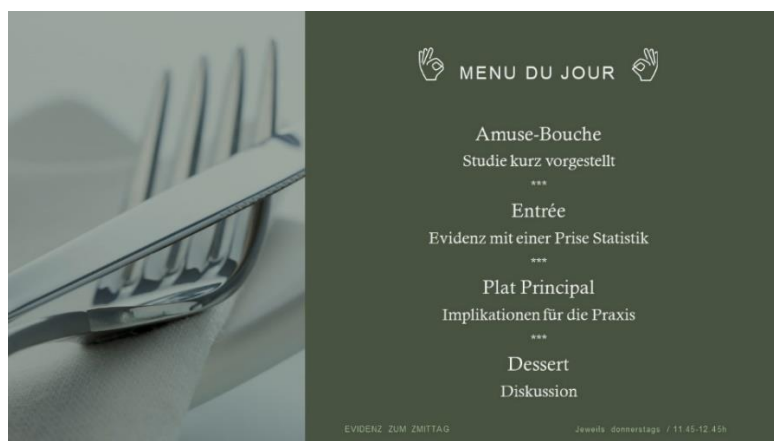 MENU DU JOUR
Amuse-Bouche
Studie kurz vorgestellt
***
Entrée
Evidenz mit einer Prise Statistik
***
Plat Principal
Implikationen für die Praxis
***
Dessert
Diskussion
EVIDENZ ZUM ZMITTAG
Jeweils donnerstags / 11.45-12.45h